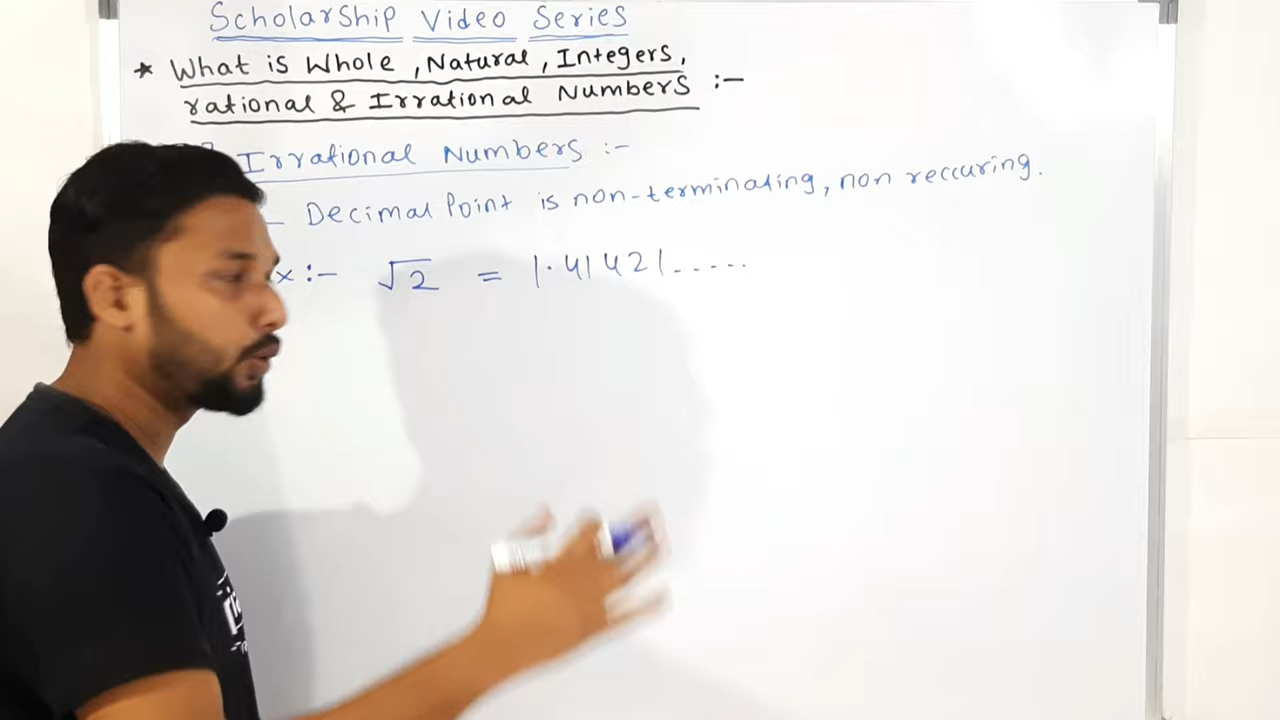 Scholarship Video Series
* What is Whole, Natural, Integers,
rational & Irrational Numbers :-
Irrational Numbers :-
- Decimal Point is non-terminating, non reccuring.
x :- √2 = 1.41421.....